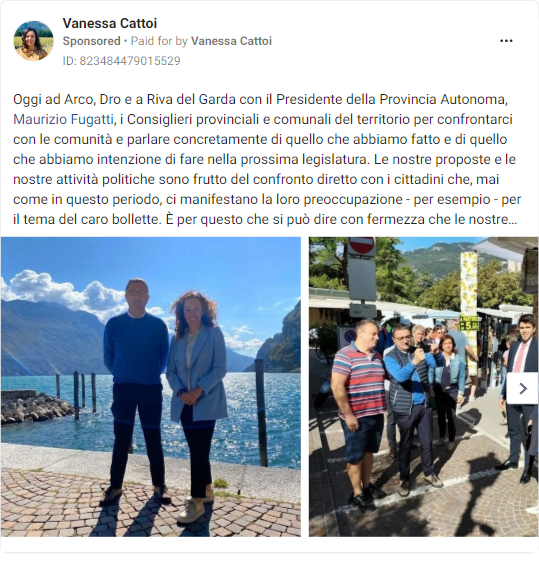 Vanessa Cattoi
Sponsored • Paid for by Vanessa Cattoi
ID: 823484479015529
Oggi ad Arco, Dro e a Riva del Garda con il Presidente della Provincia Autonoma,
Maurizio Fugatti, i Consiglieri provinciali e comunali del territorio per confrontarci
con le comunità e parlare concretamente di quello che abbiamo fatto e di quello
che abbiamo intenzione di fare nella prossima legislatura. Le nostre proposte e le
nostre attività politiche sono frutto del confronto diretto con i cittadini che, mai
come in questo periodo, ci manifestano la loro preoccupazione - per esempio - per
il tema del caro bollette. È per questo che si può dire con fermezza che le nostre...